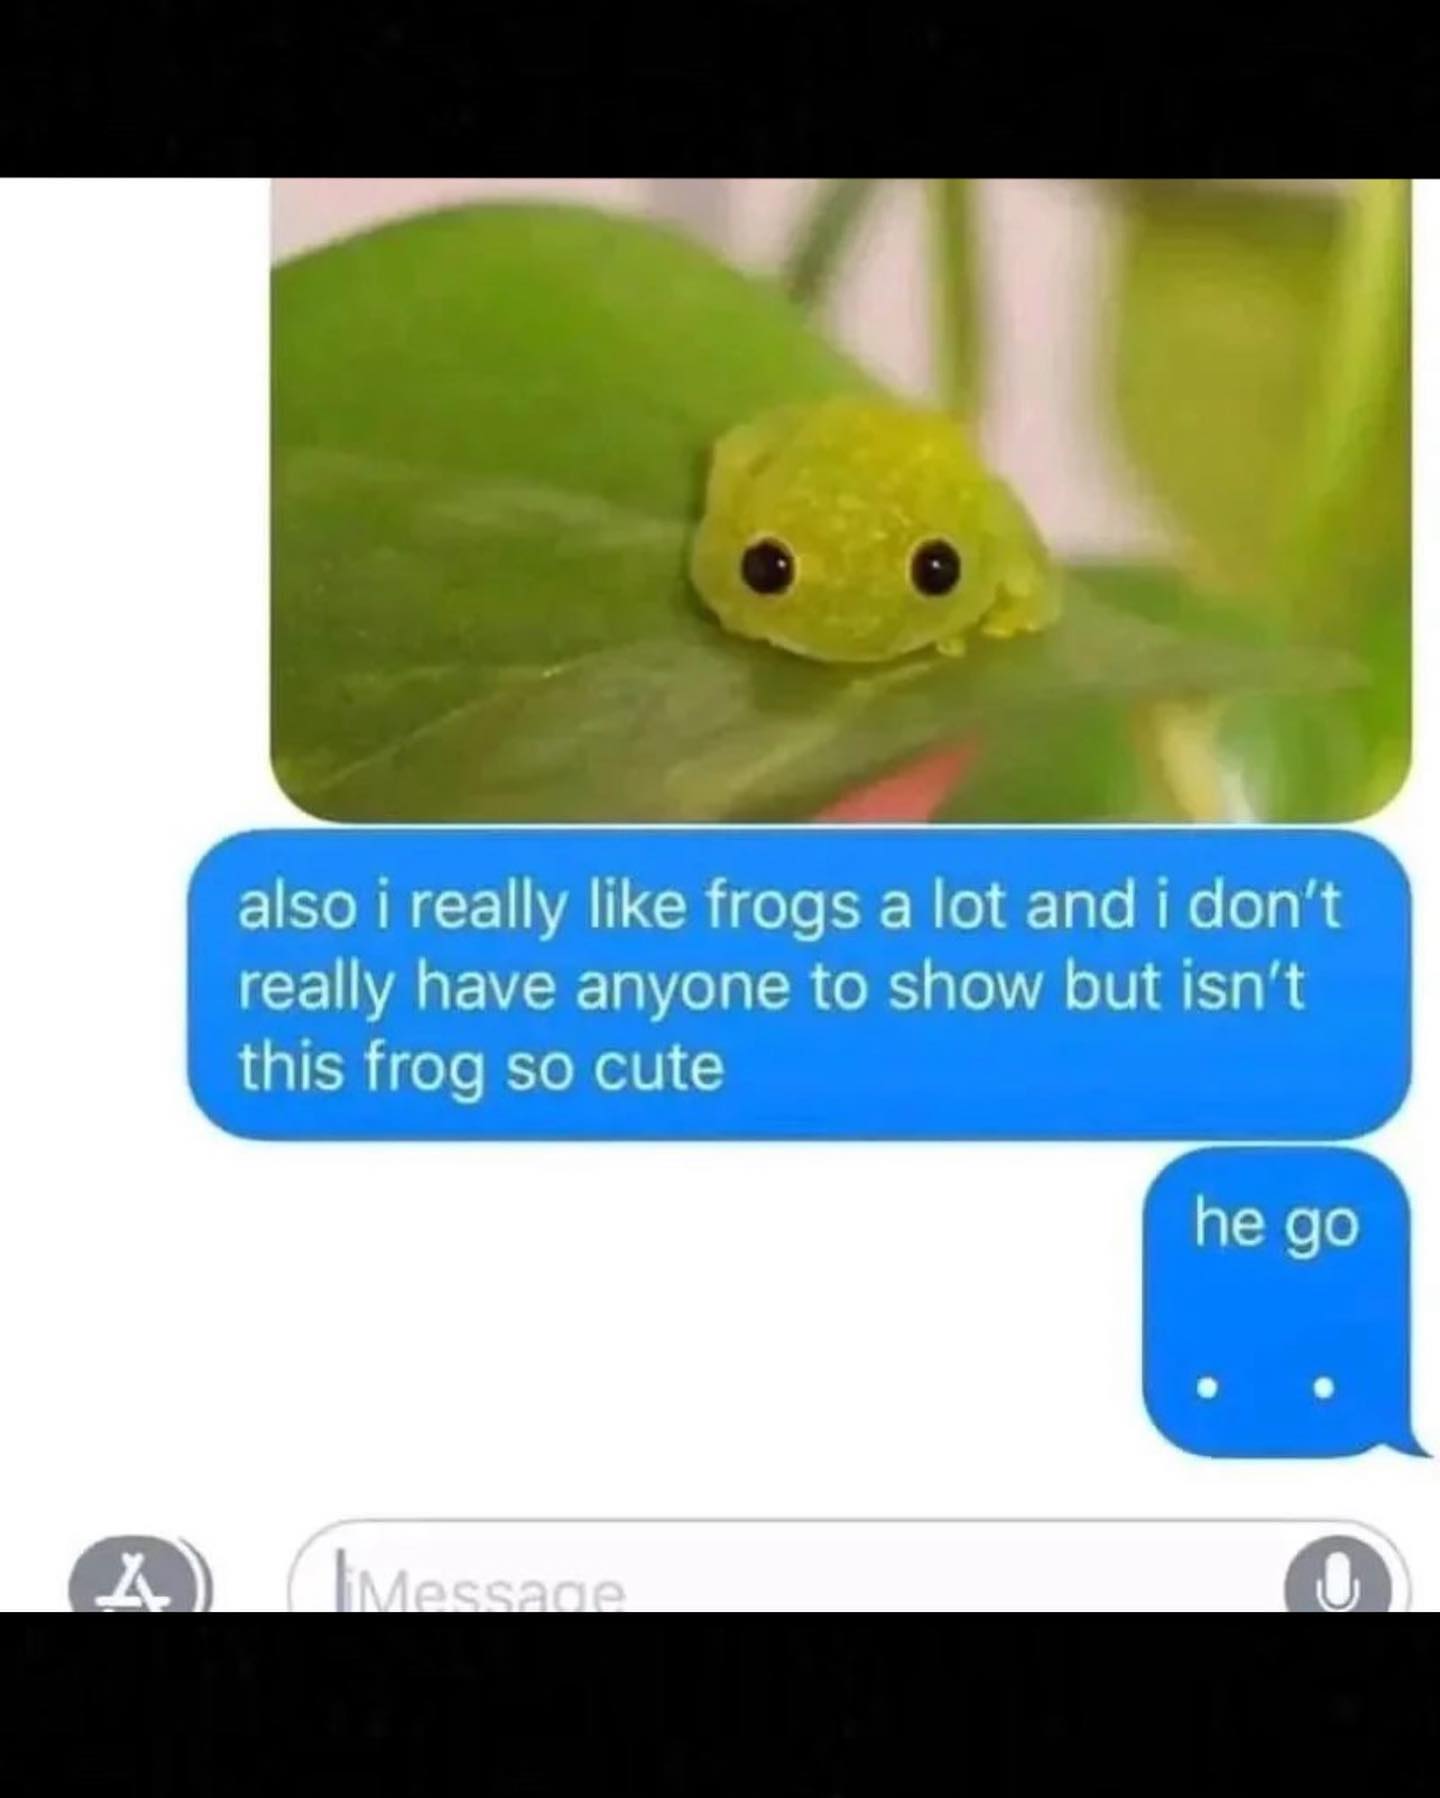 also i really like frogs a lot and i don’t
really have anyone to show but isn’t
this frog so cute
he go
. .
iMessage